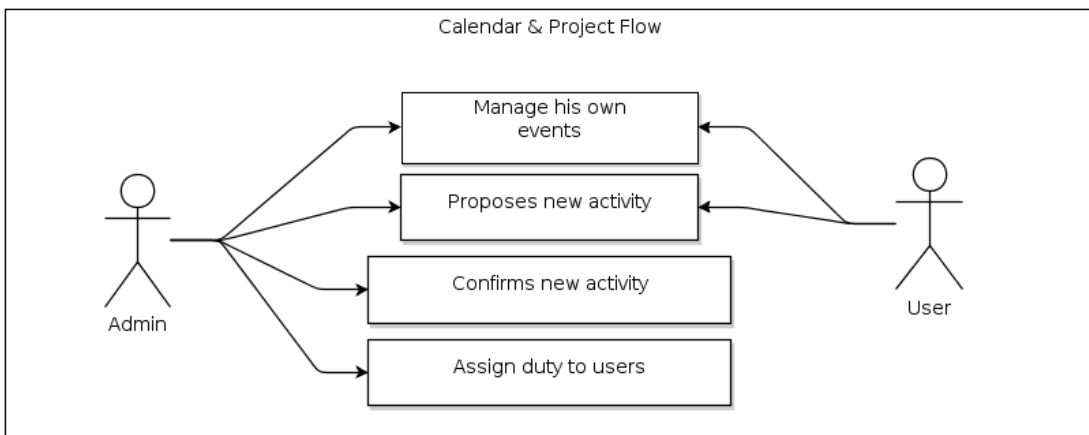 Calendar & Project Flow
Manage his own
events
Proposes new activity
Confirms new activity
Assign duty to users
Admin
User